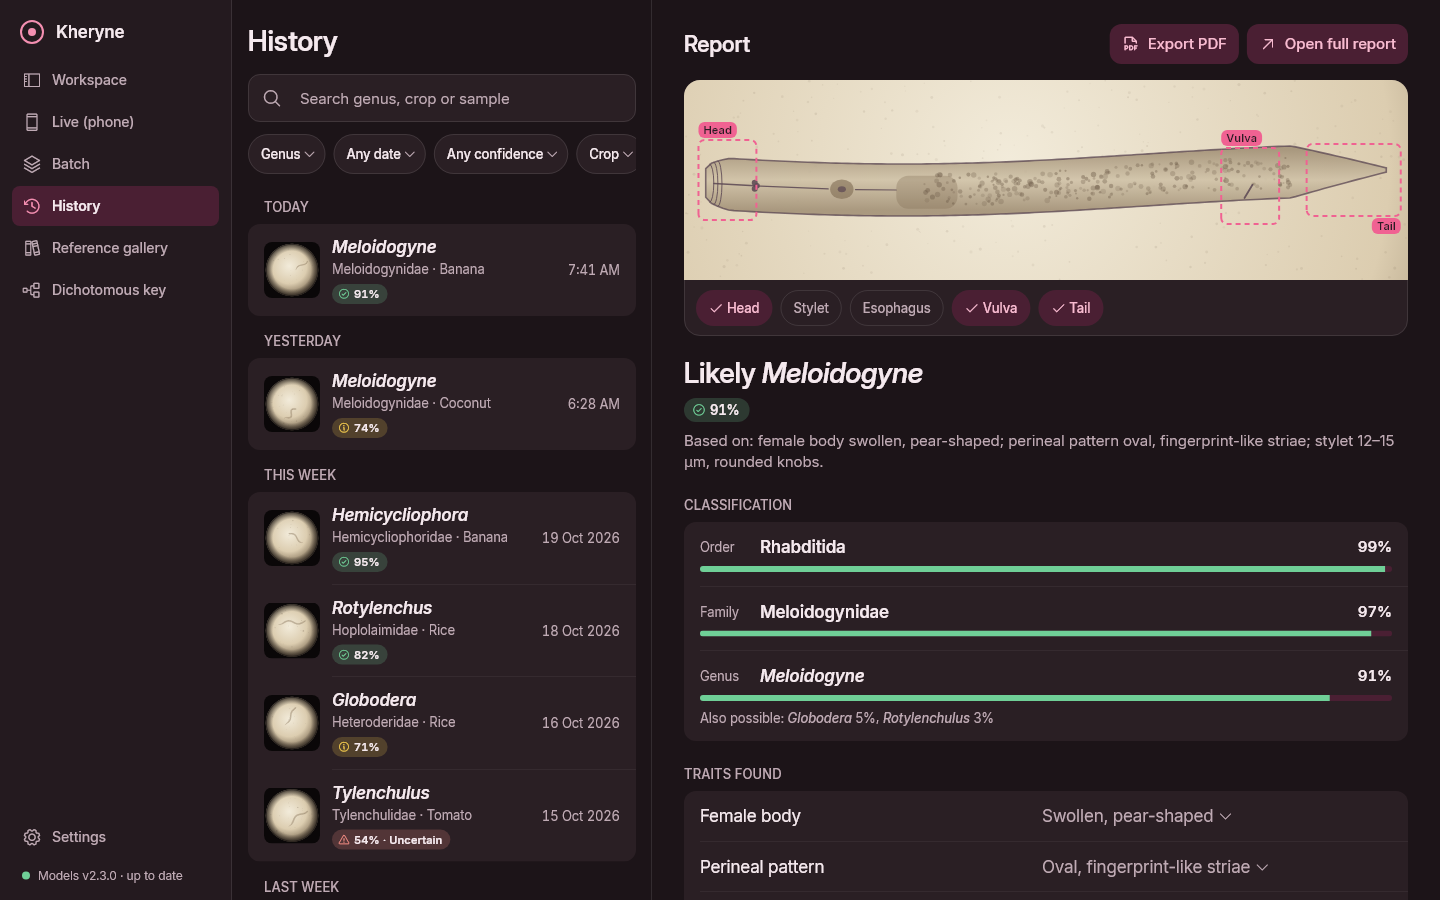 Kheryne
Workspace
Live (phone)
Batch
History
Reference gallery
Dichotomous key
Settings
Models v2.3.0 · up to date
History
Search genus, crop or sample
Genus
Any date
Any confidence
Crop
TODAY
Meloidogyne
Meloidogynidae · Banana
7:41 AM
91%
YESTERDAY
Meloidogyne
Meloidogynidae · Coconut
6:28 AM
74%
THIS WEEK
Hemicycliophora
Hemicycliophoridae · Banana
19 Oct 2026
95%
Rotylenchus
Hoplolaimidae · Rice
18 Oct 2026
82%
Globodera
Heteroderidae · Rice
16 Oct 2026
71%
Tylenchulus
Tylenchulidae · Tomato
15 Oct 2026
54% · Uncertain
LAST WEEK
Report
PDF
Export PDF
Open full report
Head
Vulva
Tail
Head
Stylet
Esophagus
Vulva
Tail
Likely Meloidogyne
91%
Based on: female body swollen, pear-shaped; perineal pattern oval, fingerprint-like striae; stylet 12–15
µm, rounded knobs.
CLASSIFICATION
Order Rhabditida 99%
Family Meloidogynidae 97%
Genus Meloidogyne 91%
Also possible: Globodera 5%, Rotylenchulus 3%
TRAITS FOUND
Female body Swollen, pear-shaped
Perineal pattern Oval, fingerprint-like striae